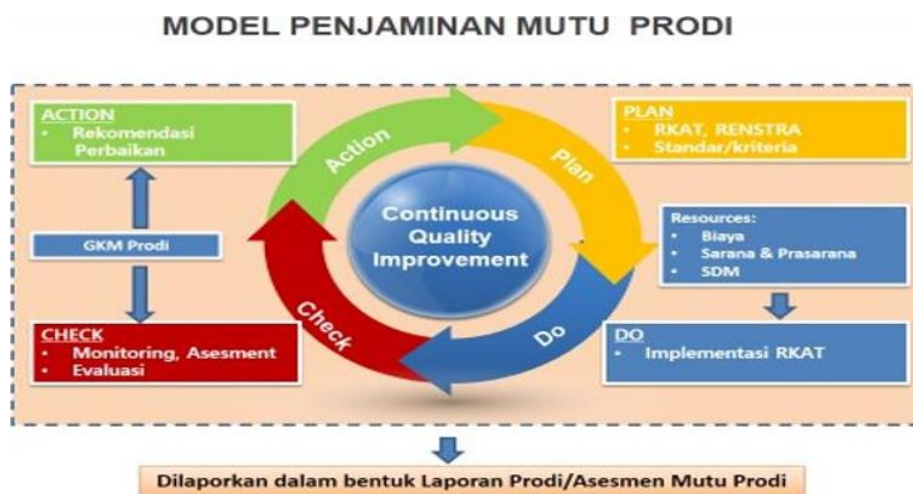 MODEL PENJAMINAN MUTU PRODI
ACTION
• Rekomendasi
Perbaikan
GKM Prodi
CHECK
• Monitoring, Asesment
• Evaluasi
Action
Plan
Do
Check
Continuous
Quality
Improvement
PLAN
• RKAT, RENSTRA
• Standar/kriteria
Resources:
• Biaya
• Sarana & Prasarana
• SDM
DO
• Implementasi RKAT
Dilaporkan dalam bentuk Laporan Prodi/Asesmen Mutu Prodi